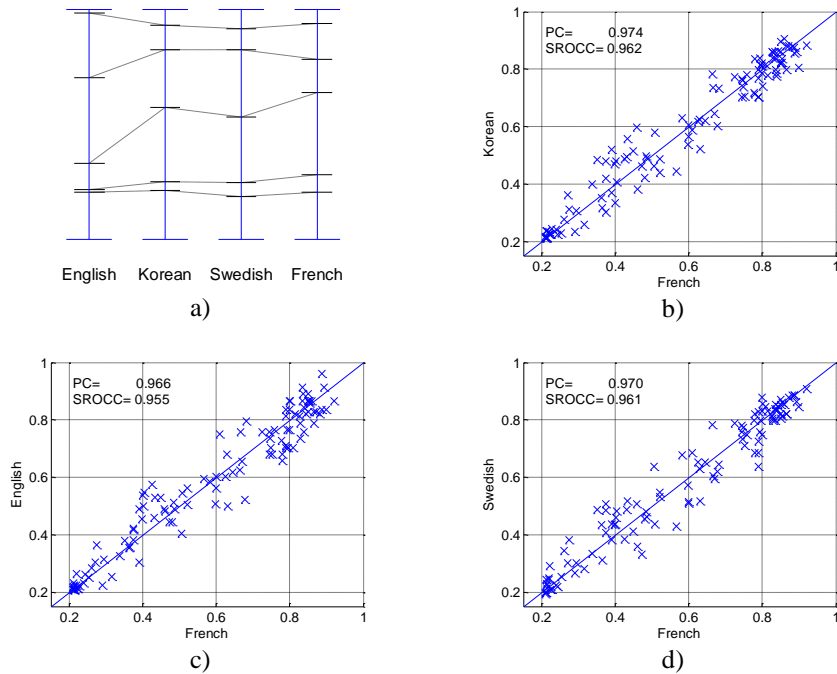 English Korean Swedish French
a)
1
0.8
0.6
0.4
0.2
PC= 0.974
SROCC= 0.962
Korean
0.2 0.4 0.6 0.8 1
French
b)
1
0.8
0.6
0.4
0.2
PC= 0.966
SROCC= 0.955
English
0.2 0.4 0.6 0.8 1
French
c)
1
0.8
0.6
0.4
0.2
PC= 0.970
SROCC= 0.961
Swedish
0.2 0.4 0.6 0.8 1
French
d)